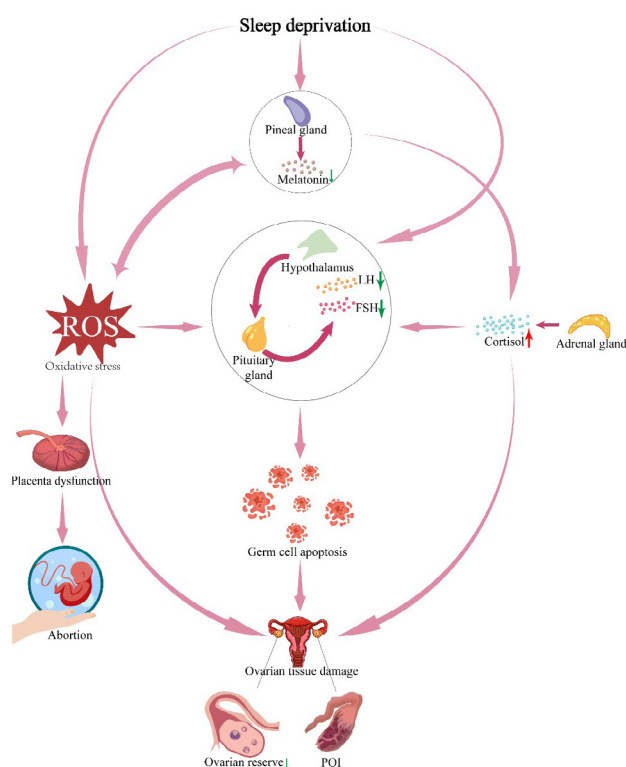 Sleep deprivation
Pineal gland
Melatonin↓
Hypothalamus
LH↓
FSH↓
Pituitary
gland
ROS
Oxidative stress
Cortisol↑
Adrenal gland
Placenta dysfunction
Germ cell apoptosis
Abortion
Ovarian tissue damage
Ovarian reserve↓
POI